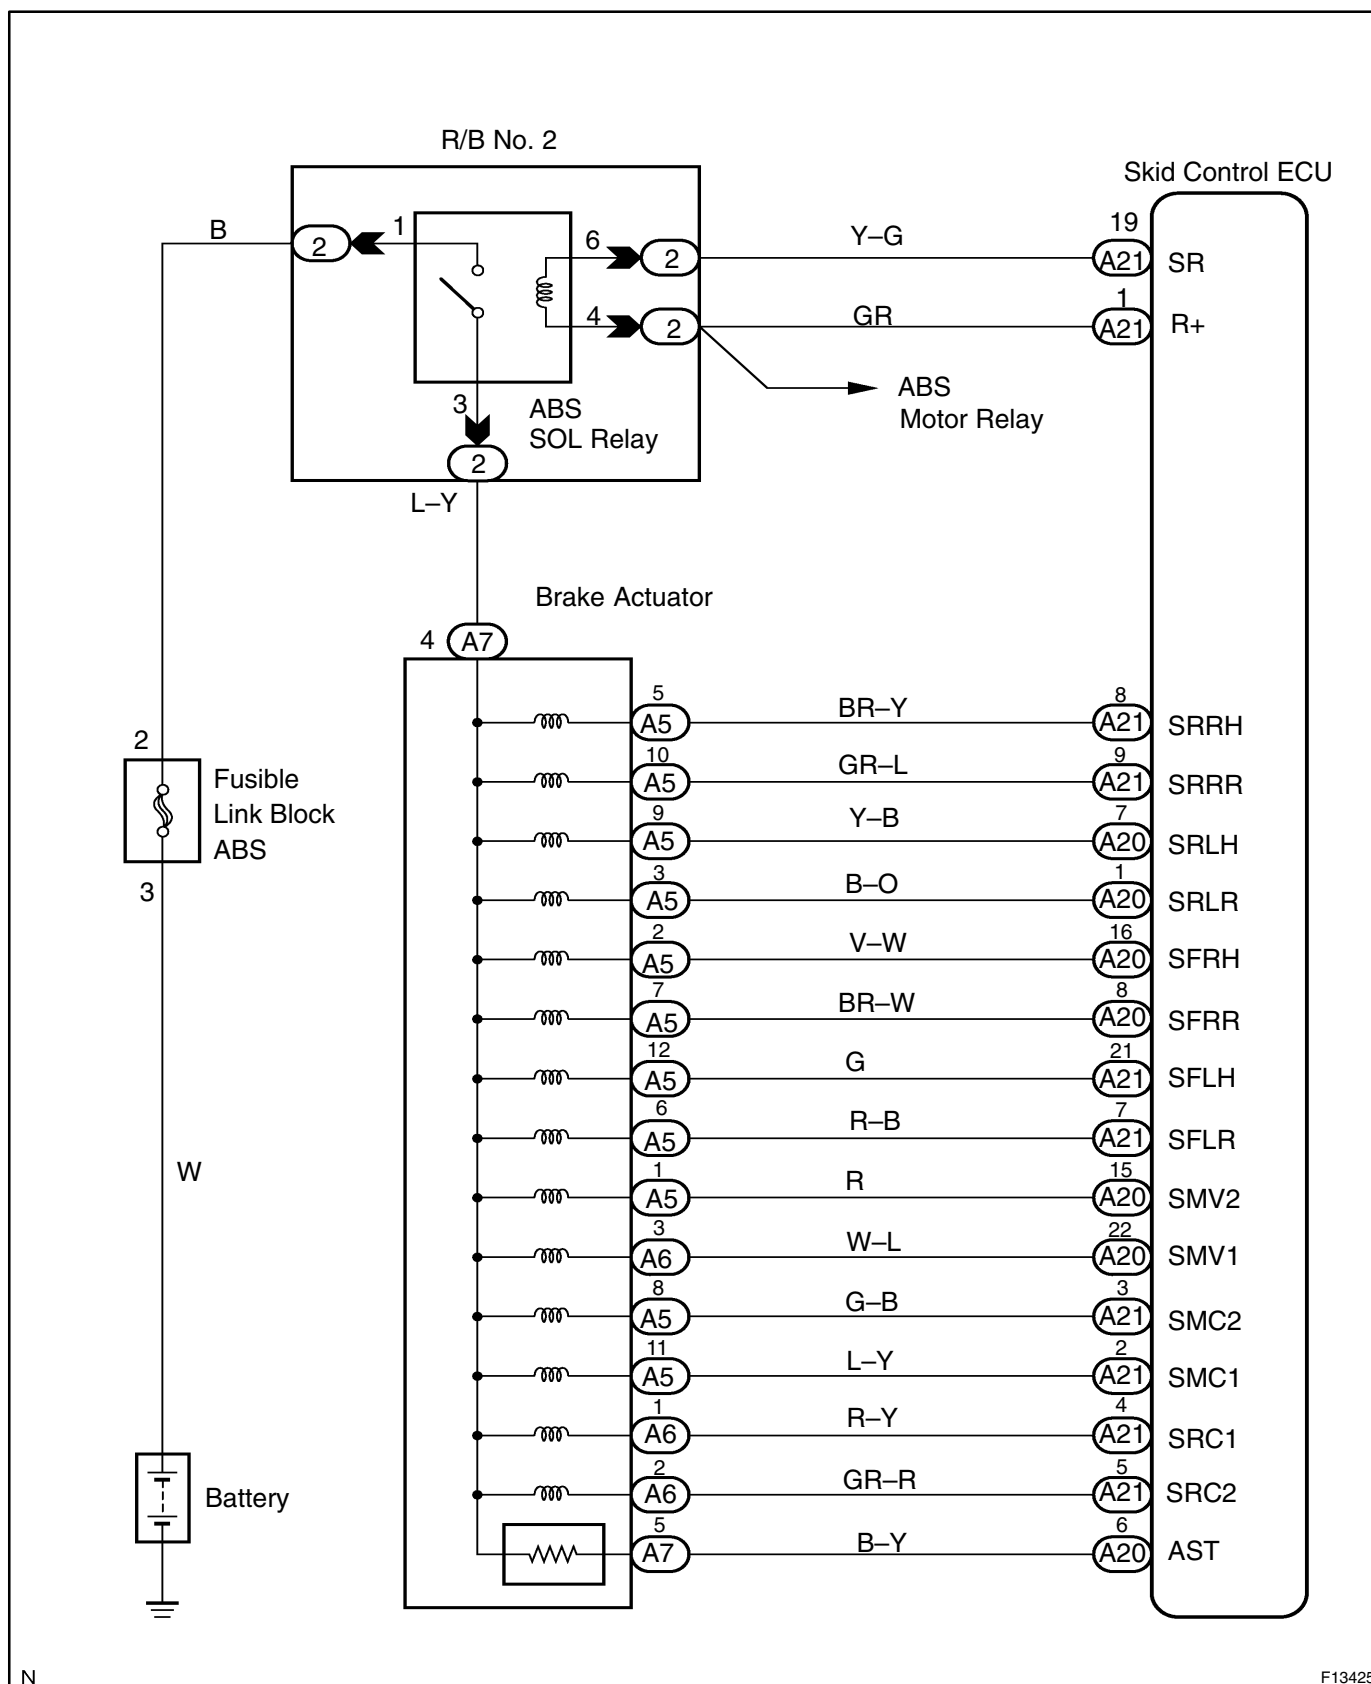 R/B No. 2
Skid Control ECU
B
2
1
6
2
Y–G
19
A21
SR
4
2
GR
1
A21
R+
ABS
Motor Relay
3
ABS
SOL Relay
2
L–Y
Brake Actuator
4
A7
5
A5
BR–Y
8
A21
SRRH
10
A5
GR–L
9
A21
SRRR
9
A5
Y–B
7
A20
SRLH
3
A5
B–O
1
A20
SRLR
2
A5
V–W
16
A20
SFRH
7
A5
BR–W
8
A20
SFRR
12
A5
G
21
A21
SFLH
6
A5
R–B
7
A21
SFLR
1
A5
R
15
A20
SMV2
3
A6
W–L
22
A20
SMV1
8
A5
G–B
3
A21
SMC2
11
A5
L–Y
2
A21
SMC1
1
A6
R–Y
4
A21
SRC1
2
A6
GR–R
5
A21
SRC2
5
A7
B–Y
6
A20
AST
2
Fusible
Link Block
ABS
3
W
Battery
N
F13425